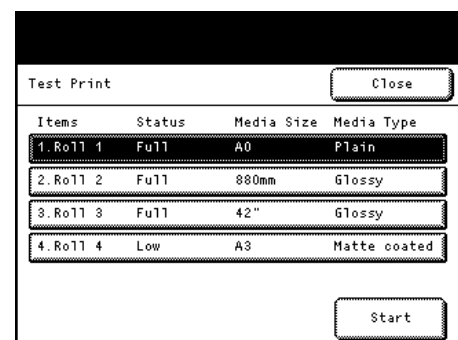 Test Print Close
Items Status Media Size Media Type
1.Roll 1 Full A0 Plain
2.Roll 2 Full 880mm Glossy
3.Roll 3 Full 42" Glossy
4.Roll 4 Low A3 Matte coated
Start